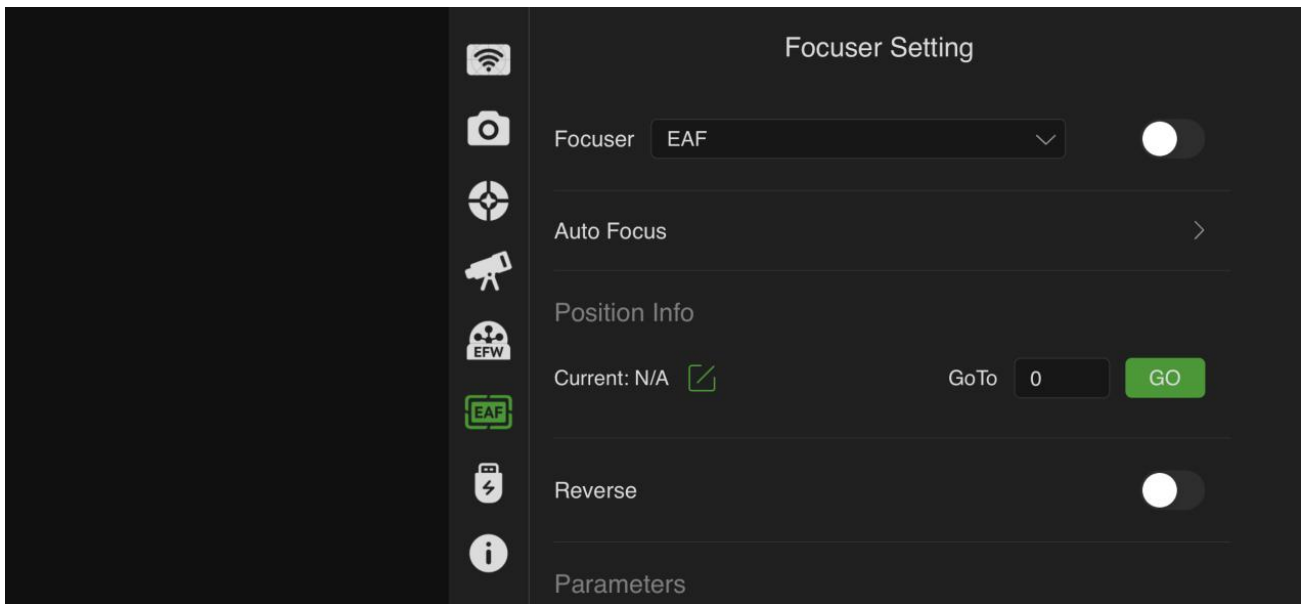 Focuser Setting
Focuser EAF
Auto Focus
Position Info
EFW
Current: N/A GoTo 0 GO
EAF
Reverse
Parameters